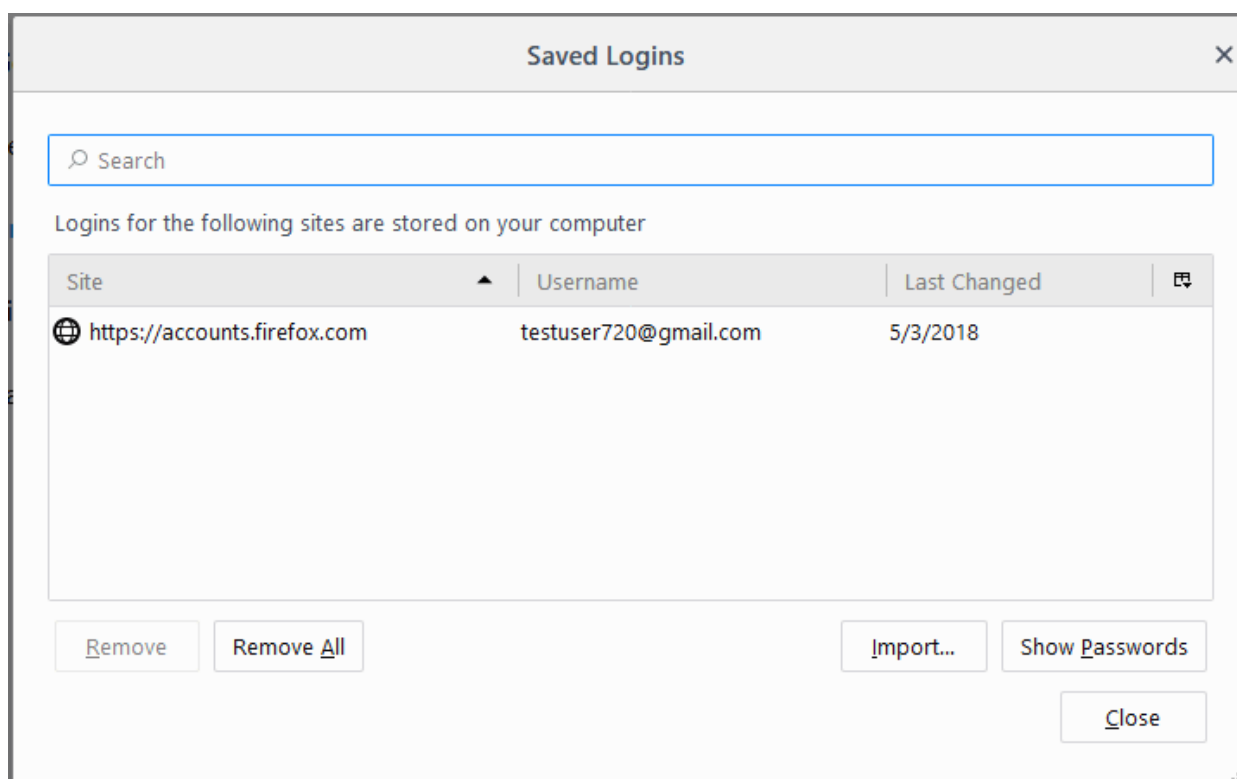 Saved Logins
Search
Logins for the following sites are stored on your computer
Site Username Last Changed
https://accounts.firefox.com testuser720@gmail.com 5/3/2018
Remove Remove All Import... Show Passwords
Close